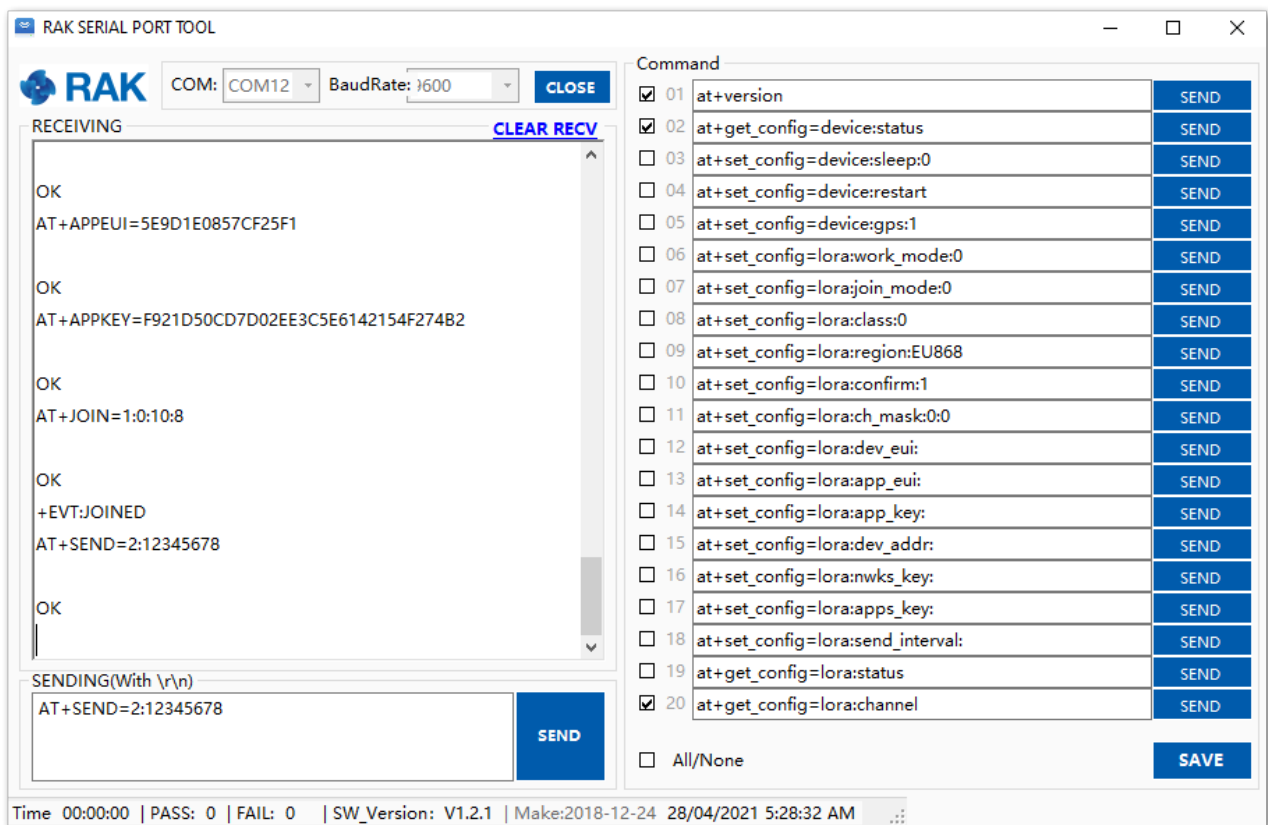 RAK SERIAL PORT TOOL
RAK COM: COM12 BaudRate: 9600 CLOSE
RECEIVING CLEAR RECV
OK
AT+APPEUI=5E9D1E0857CF25F1
OK
AT+APPKEY=F921D50CD7D02EE3C5E6142154F274B2
OK
AT+JOIN=1:0:10:8
OK
+EVT:JOINED
AT+SEND=2:12345678
OK
SENDING(With \r\n)
AT+SEND=2:12345678
SEND
Command
01 at+version SEND
02 at+get_config=device:status SEND
03 at+set_config=device:sleep:0 SEND
04 at+set_config=device:restart SEND
05 at+set_config=device:gps:1 SEND
06 at+set_config=lora:work_mode:0 SEND
07 at+set_config=lora:join_mode:0 SEND
08 at+set_config=lora:class:0 SEND
09 at+set_config=lora:region:EU868 SEND
10 at+set_config=lora:confirm:1 SEND
11 at+set_config=lora:ch_mask:0:0 SEND
12 at+set_config=lora:dev_eui: SEND
13 at+set_config=lora:app_eui: SEND
14 at+set_config=lora:app_key: SEND
15 at+set_config=lora:dev_addr: SEND
16 at+set_config=lora:nwks_key: SEND
17 at+set_config=lora:apps_key: SEND
18 at+set_config=lora:send_interval: SEND
19 at+get_config=lora:status SEND
20 at+get_config=lora:channel SEND
All/None SAVE
Time 00:00:00 | PASS: 0 | FAIL: 0 | SW_Version: V1.2.1 | Make:2018-12-24 28/04/2021 5:28:32 AM